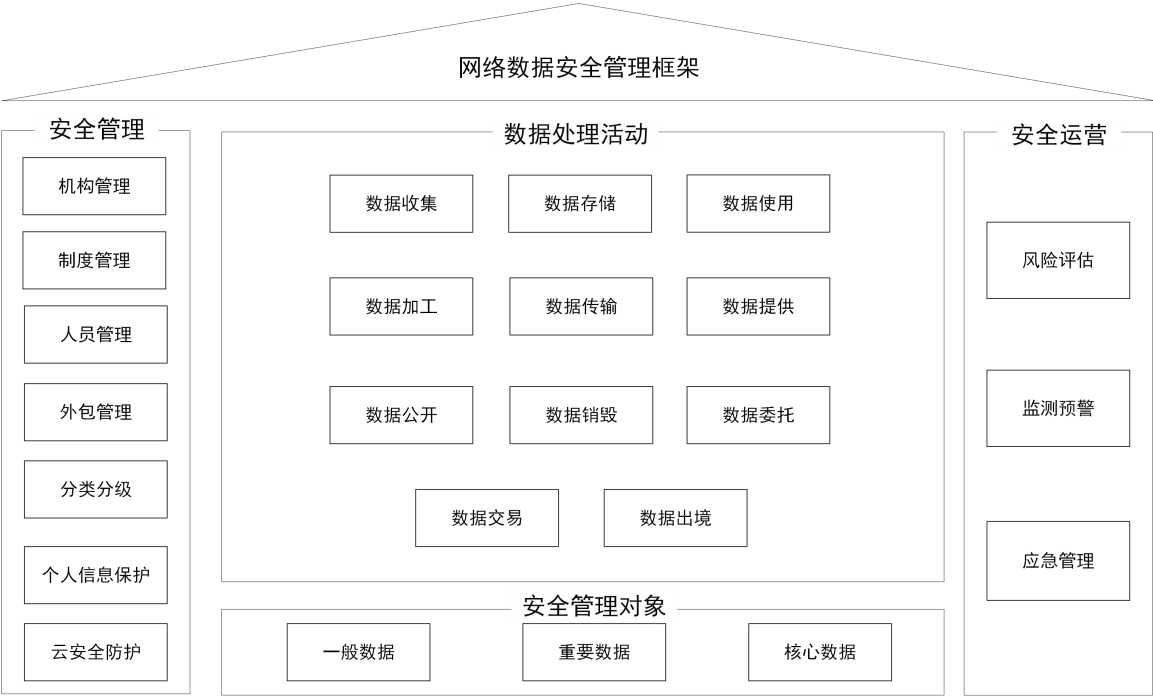 网络数据安全管理框架
安全管理
机构管理
制度管理
人员管理
外包管理
分类分级
个人信息保护
云安全防护
数据处理活动
数据收集
数据存储
数据使用
数据加工
数据传输
数据提供
数据公开
数据销毁
数据委托
数据交易
数据出境
安全管理对象
一般数据
重要数据
核心数据
安全运营
风险评估
监测预警
应急管理